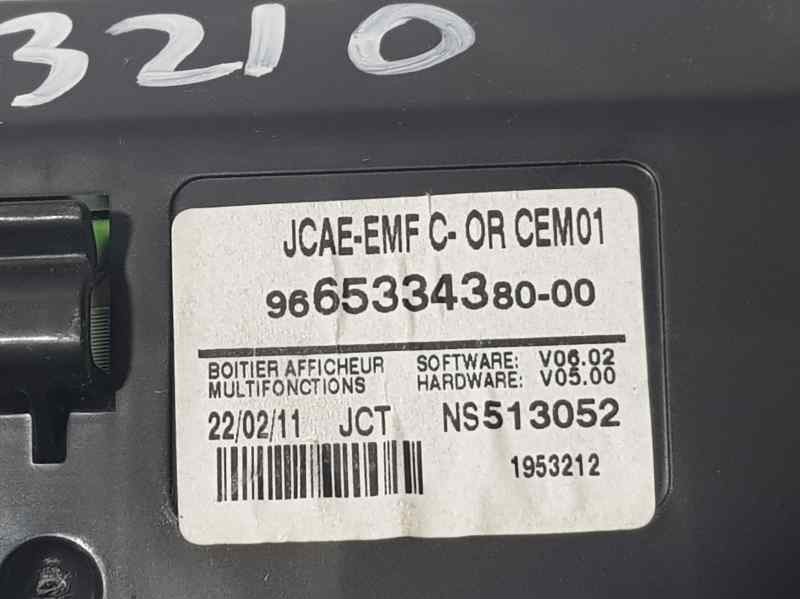 3210
JCAE-EMF C- OR CEM01
9665334380-00
BOITIER AFFICHEUR SOFTWARE: V06.02
MULTIFONCTIONS HARDWARE: V05.00
22/02/11 JCT NS513052
1953212